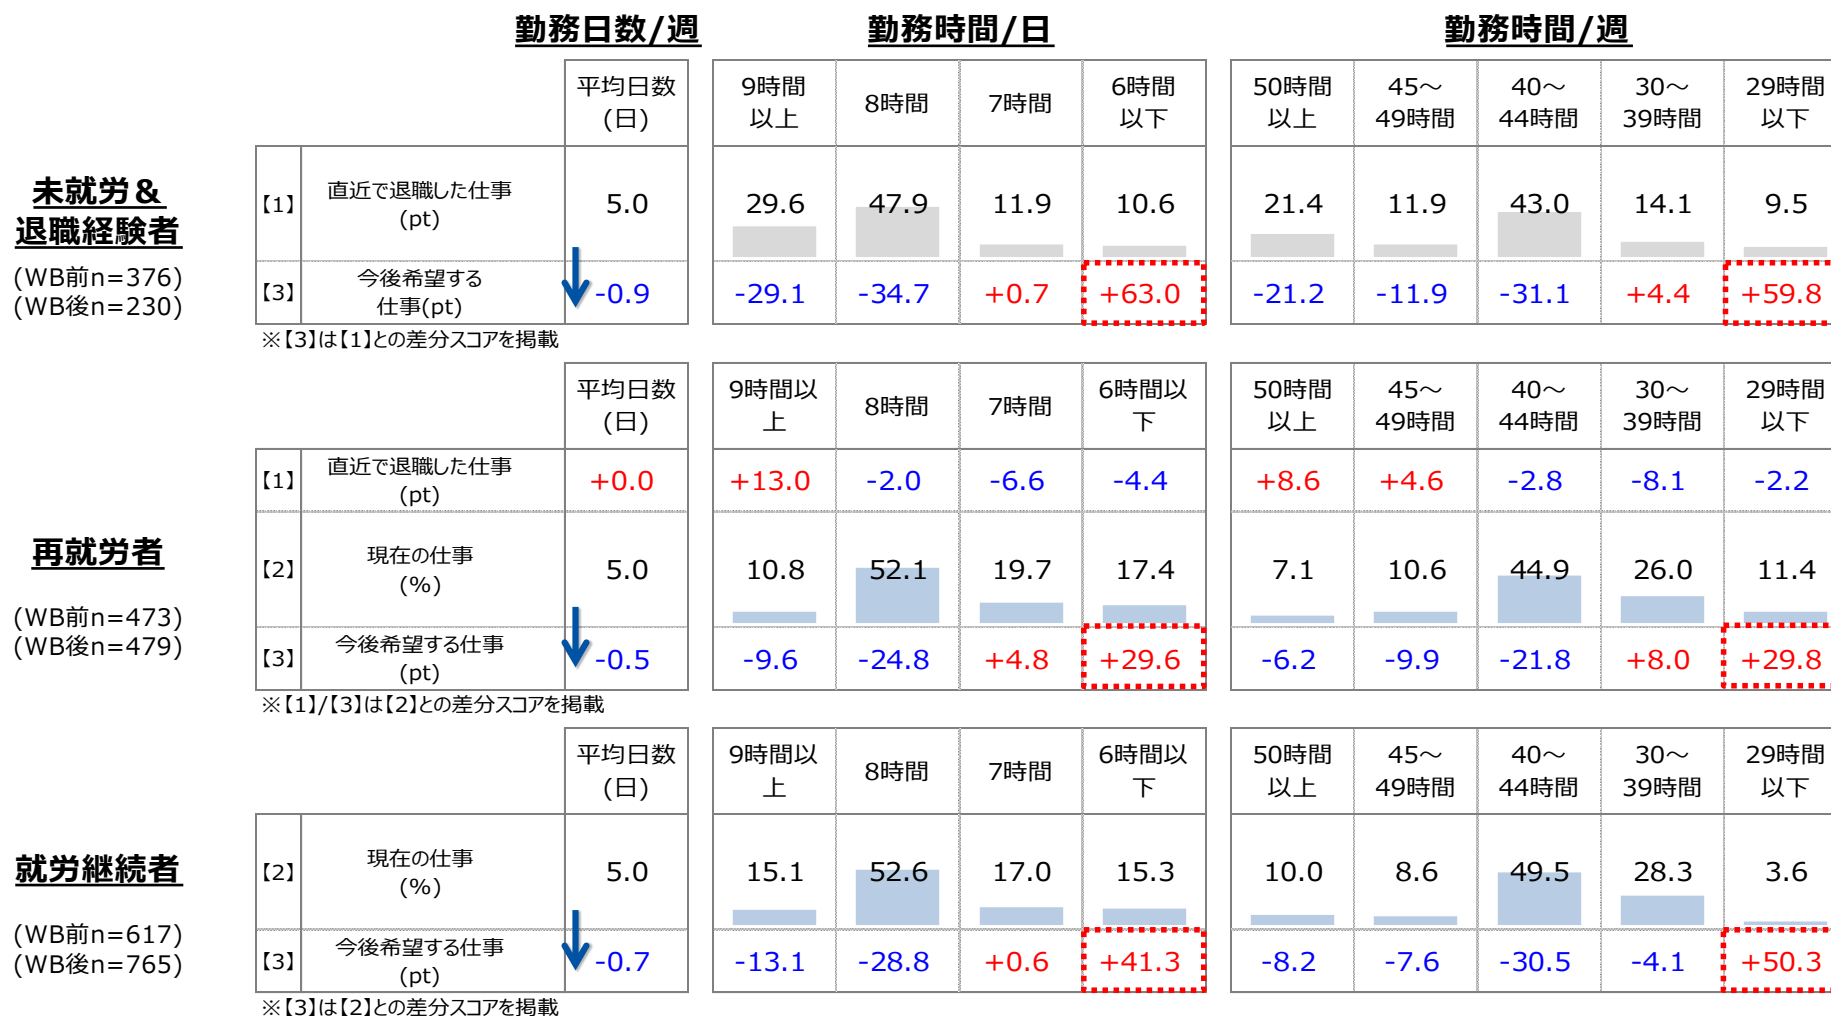 勤務日数/週 勤務時間/日 勤務時間/週
平均日数
(日)
9時間
以上
8時間
7時間
6時間
以下
50時間
以上
45～
49時間
40～
44時間
30～
39時間
29時間
以下
未就労＆
退職経験者
(WB前n=376)
(WB後n=230)
【1】 直近で退職した仕事
(pt)
5.0 29.6 47.9 11.9 10.6 21.4 11.9 43.0 14.1 9.5
【3】 今後希望する
仕事(pt)
-0.9 -29.1 -34.7 +0.7 +63.0 -21.2 -11.9 -31.1 +4.4 +59.8
※【3】は【1】との差分スコアを掲載
平均日数
(日)
9時間以
上
8時間
7時間
6時間以
下
50時間
以上
45～
49時間
40～
44時間
30～
39時間
29時間
以下
再就労者
(WB前n=473)
(WB後n=479)
【1】 直近で退職した仕事
(pt)
+0.0 +13.0 -2.0 -6.6 -4.4 +8.6 +4.6 -2.8 -8.1 -2.2
【2】 現在の仕事
(%)
5.0 10.8 52.1 19.7 17.4 7.1 10.6 44.9 26.0 11.4
【3】 今後希望する仕事
(pt)
-0.5 -9.6 -24.8 +4.8 +29.6 -6.2 -9.9 -21.8 +8.0 +29.8
※【1】/【3】は【2】との差分スコアを掲載
平均日数
(日)
9時間以
上
8時間
7時間
6時間以
下
50時間
以上
45～
49時間
40～
44時間
30～
39時間
29時間
以下
就労継続者
(WB前n=617)
(WB後n=765)
【2】 現在の仕事
(%)
5.0 15.1 52.6 17.0 15.3 10.0 8.6 49.5 28.3 3.6
【3】 今後希望する仕事
(pt)
-0.7 -13.1 -28.8 +0.6 +41.3 -8.2 -7.6 -30.5 -4.1 +50.3
※【3】は【2】との差分スコアを掲載